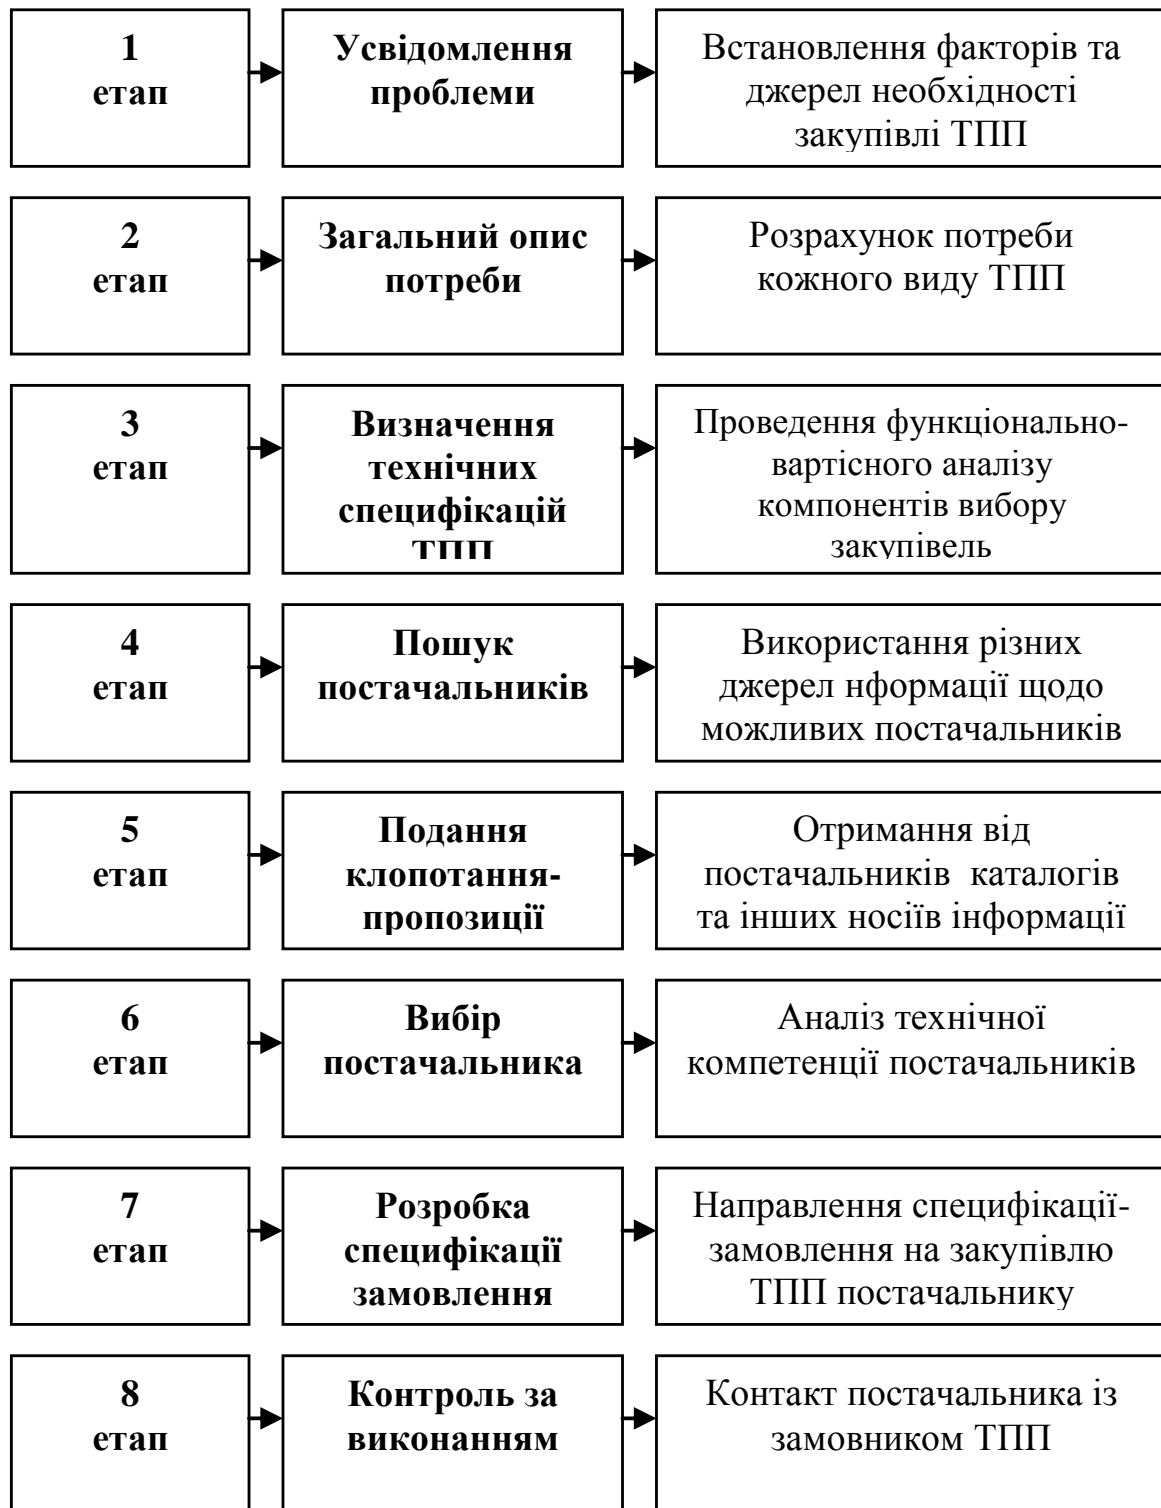 1
етап
Усвідомлення
проблеми
Встановлення факторів та
джерел необхідності
закупівлі ТПП
2
етап
Загальний опис
потреби
Розрахунок потреби
кожного виду ТПП
3
етап
Визначення
технічних
специфікацій
ТПП
Проведення функціонально-
вартісного аналізу
компонентів вибору
закупівель
4
етап
Пошук
постачальників
Використання різних
джерел нформації щодо
можливих постачальників
5
етап
Подання
клопотання-
пропозиції
Отримання від
постачальників каталогів
та інших носіїв інформації
6
етап
Вибір
постачальника
Аналіз технічної
компетенції постачальників
7
етап
Розробка
специфікації
замовлення
Направлення специфікації-
замовлення на закупівлю
ТПП постачальнику
8
етап
Контроль за
виконанням
Контакт постачальника із
замовником ТПП